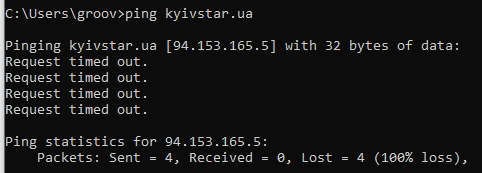 C:\Users\groov>ping kyivstar.ua
Pinging kyivstar.ua [94.153.165.5] with 32 bytes of data:
Request timed out.
Request timed out.
Request timed out.
Request timed out.
Ping statistics for 94.153.165.5:
    Packets: Sent = 4, Received = 0, Lost = 4 (100% loss),